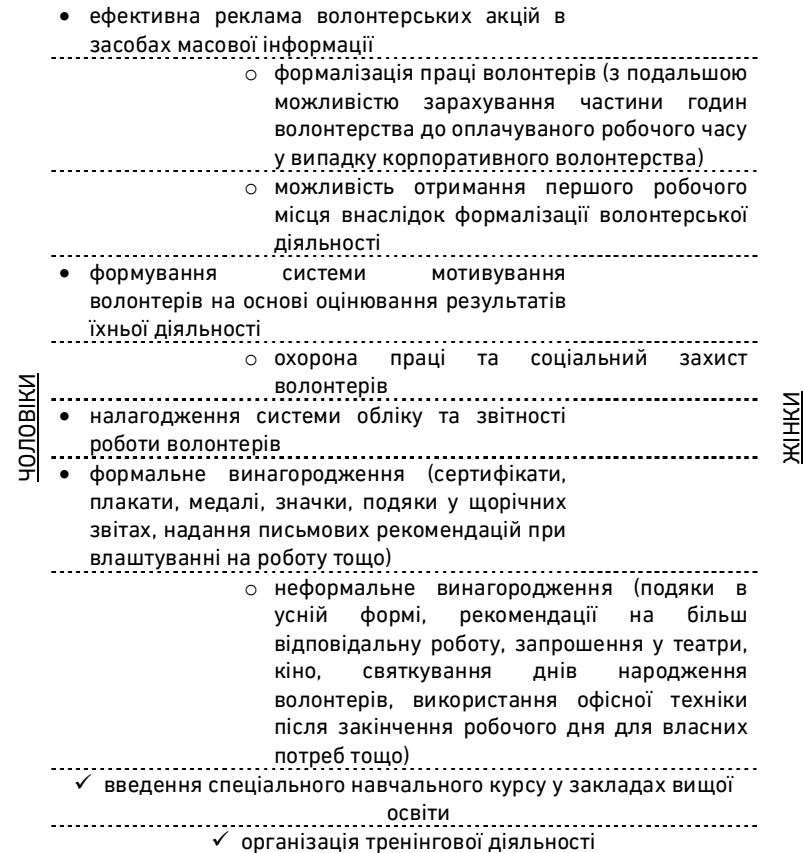 • ефективна реклама волонтерських акцій в
засобах масової інформації
o формалізація праці волонтерів (з подальшою
можливістю зарахування частини годин
волонтерства до оплачуваного робочого часу
у випадку корпоративного волонтерства)
o можливість отримання першого робочого
місця внаслідок формалізації волонтерської
діяльності
• формування системи мотивування
волонтерів на основі оцінювання результатів
їхньої діяльності
o охорона праці та соціальний захист
волонтерів
ЧОЛОВІКИ
ЖІНКИ
• налагодження системи обліку та звітності
роботи волонтерів
• формальне винагородження (сертифікати,
плакати, медалі, значки, подяки у щорічних
звітах, надання письмових рекомендацій при
влаштуванні на роботу тощо)
o неформальне винагородження (подяки в
усній формі, рекомендації на більш
відповідальну роботу, запрошення у театри,
кіно, святкування днів народження
волонтерів, використання офісної техніки
після закінчення робочого дня для власних
потреб тощо)
✓ введення спеціального навчального курсу у закладах вищої
освіти
✓ організація тренінгової діяльності